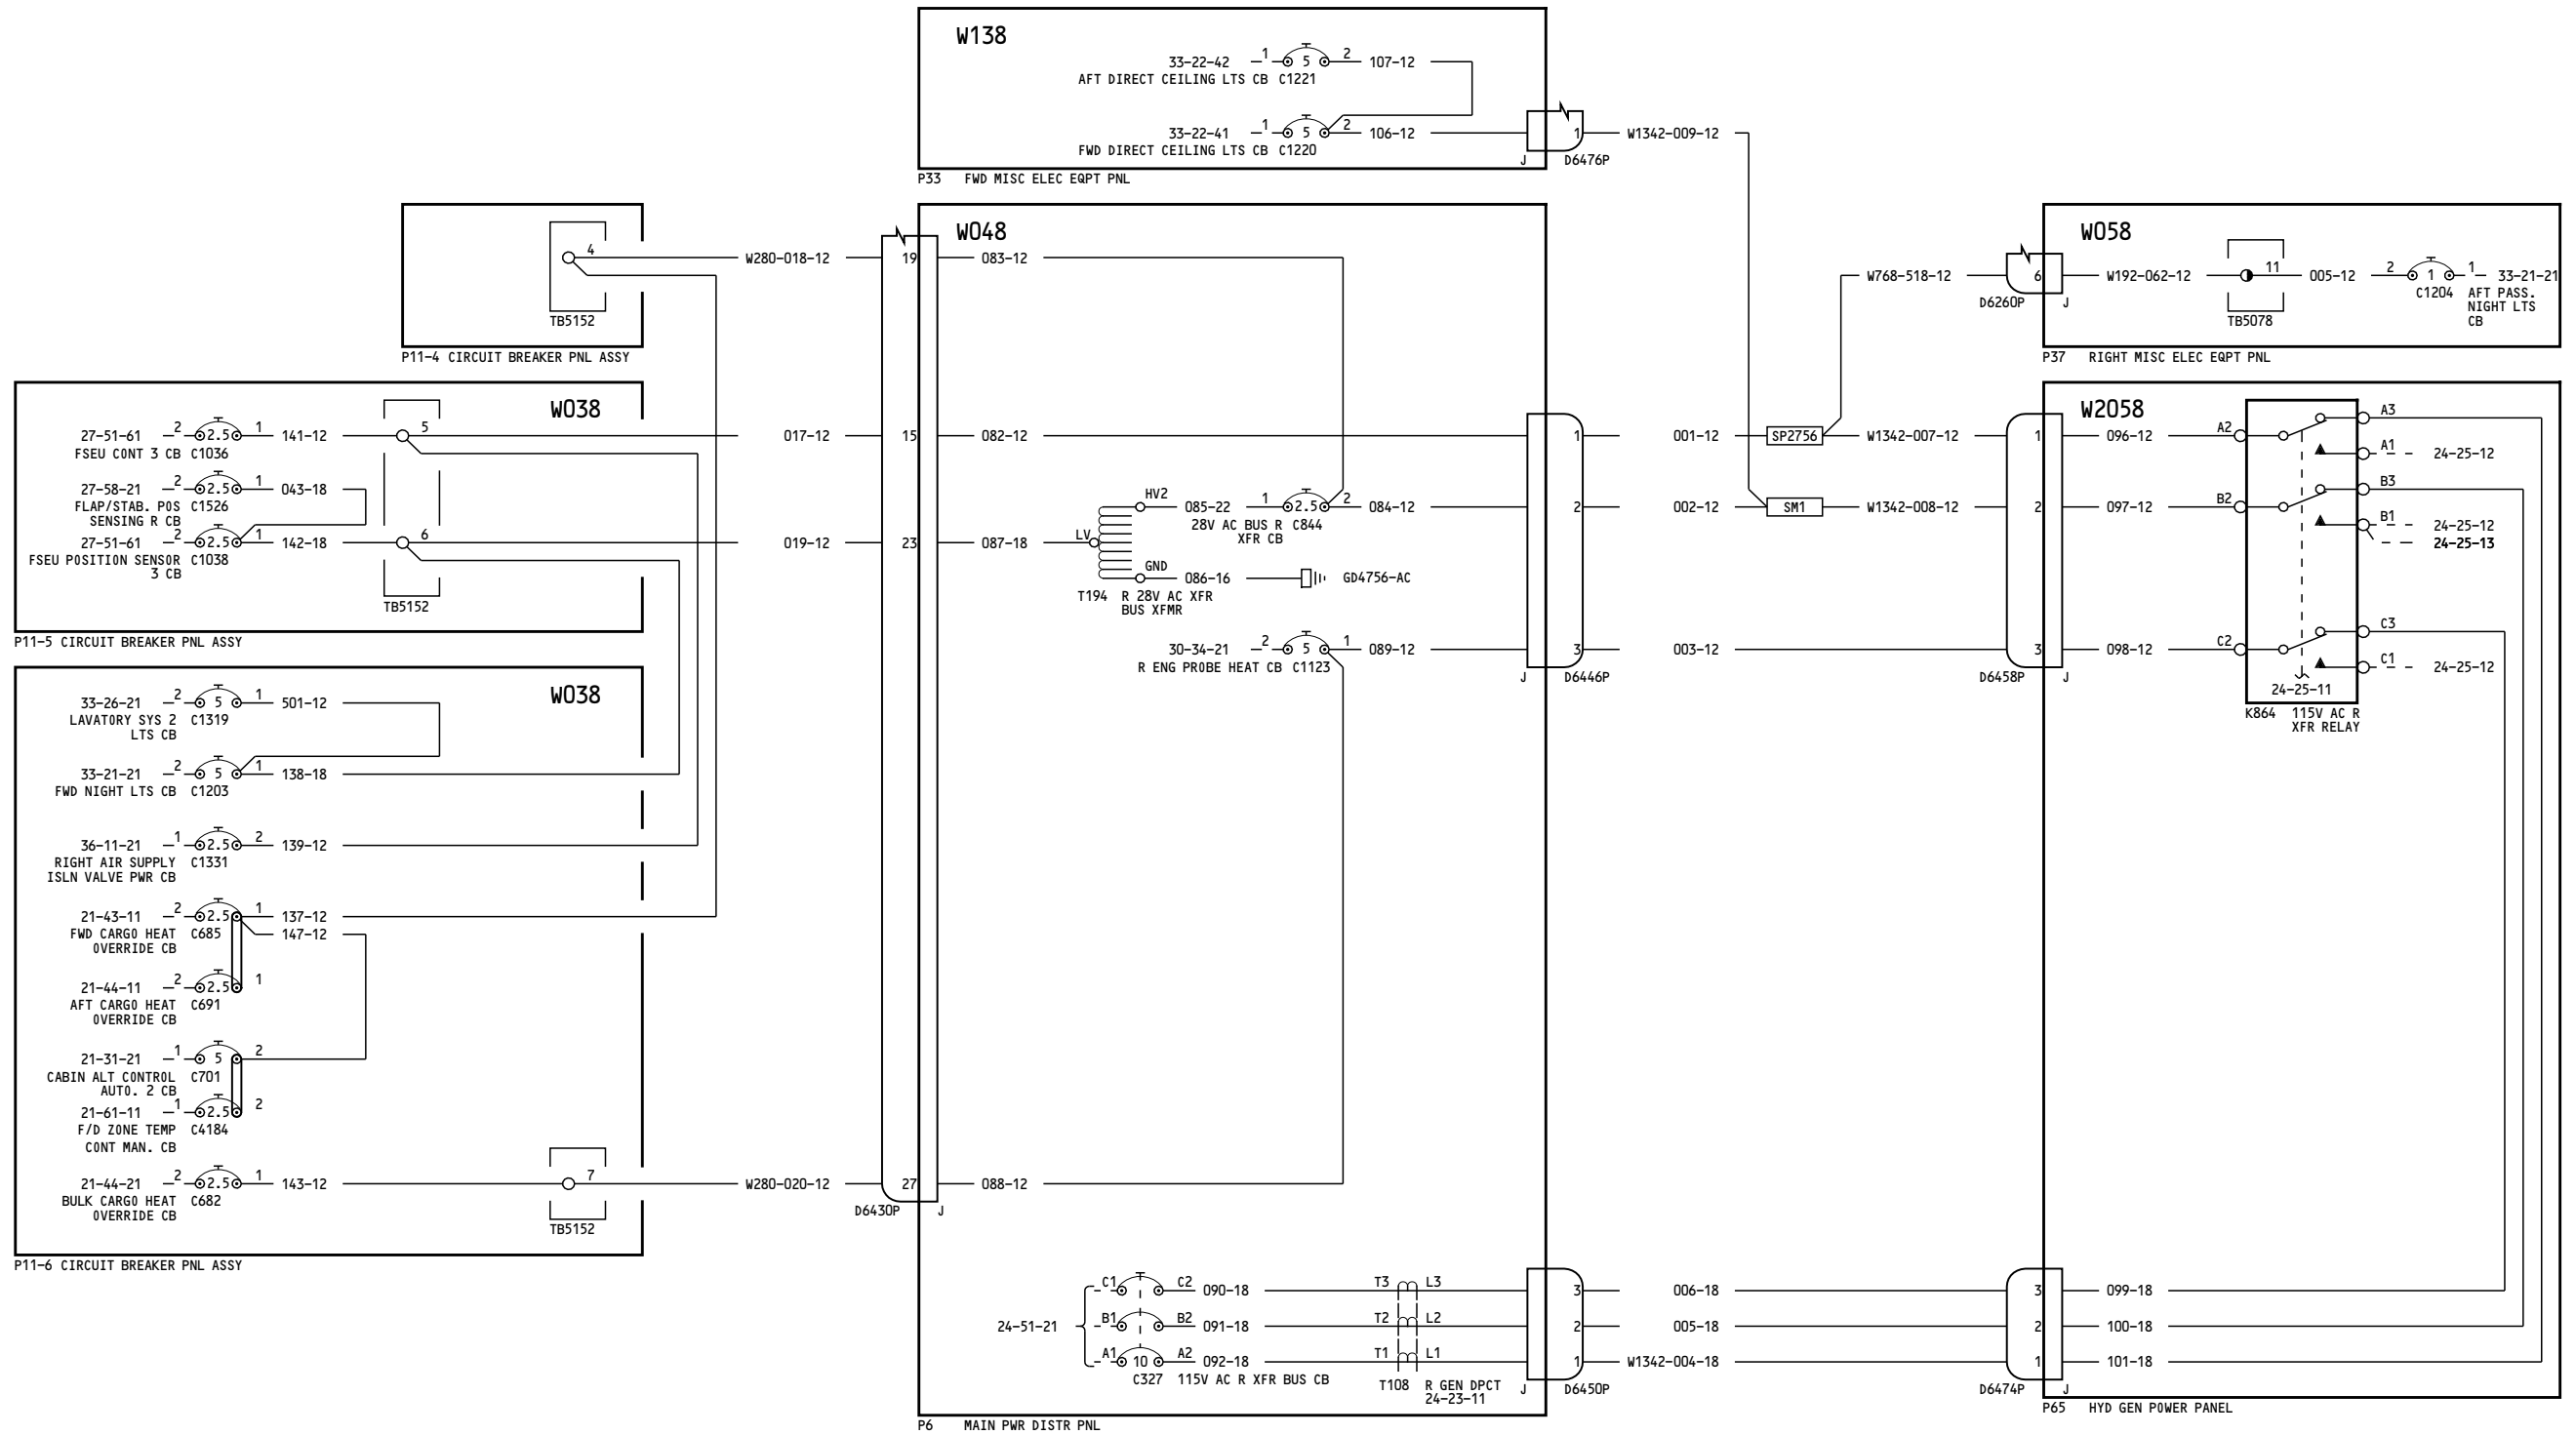 W138
33-22-42 1 5 2 107-12
AFT DIRECT CEILING LTS CB C1221
33-22-41 1 5 2 106-12
FWD DIRECT CEILING LTS CB C1220
1 W1342-009-12
J D6476P
P33 FWD MISC ELEC EQPT PNL
4
TB5152
P11-4 CIRCUIT BREAKER PNL ASSY
W280-018-12 19 083-12
W048
W768-518-12 6
D6260P J
W058
W192-062-12 11 005-12 2 1 1 33-21-21
TB5078
C1204 AFT PASS.
NIGHT LTS
CB
P37 RIGHT MISC ELEC EQPT PNL
W038
27-51-61 2 2.5 1 141-12 5
FSEU CONT 3 CB C1036
27-58-21 2 2.5 1 043-18
FLAP/STAB. POS C1526
SENSING R CB
27-51-61 2 2.5 1 142-18 6
FSEU POSITION SENSOR C1038
3 CB
TB5152
P11-5 CIRCUIT BREAKER PNL ASSY
017-12 15 082-12
019-12 23 087-18 LV
HV2 085-22 1 2.5 2 084-12
28V AC BUS R C844
XFR CB
GND 086-16 GD4756-AC
T194 R 28V AC XFR
BUS XFMR
30-34-21 2 5 1 089-12
R ENG PROBE HEAT CB C1123
1 001-12 SP2756 W1342-007-12 1
2 002-12 SM1 W1342-008-12 2
3 003-12 3
J D6446P
D6458P J
W2058
096-12 A2 A3
A1 24-25-12
097-12 B2 B3
B1 24-25-12
24-25-13
098-12 C2 C3
C1 24-25-12
24-25-11
K864 115V AC R
XFR RELAY
W038
33-26-21 2 5 1 501-12
LAVATORY SYS 2 C1319
LTS CB
33-21-21 2 5 1 138-18
FWD NIGHT LTS CB C1203
36-11-21 1 2.5 2 139-12
RIGHT AIR SUPPLY C1331
ISLN VALVE PWR CB
21-43-11 2 2.5 1 137-12
FWD CARGO HEAT C685 147-12
OVERRIDE CB
21-44-11 2 2.5 1
AFT CARGO HEAT C691
OVERRIDE CB
21-31-21 1 5 2
CABIN ALT CONTROL C701
AUTO. 2 CB
21-61-11 1 2.5 2
F/D ZONE TEMP C4184
CONT MAN. CB
21-44-21 2 2.5 1 143-12 7
BULK CARGO HEAT C682
OVERRIDE CB
TB5152
P11-6 CIRCUIT BREAKER PNL ASSY
W280-020-12 27 088-12
D6430P J
24-51-21
C1 C2 090-18 T3 L3 3 006-18 3 099-18
B1 B2 091-18 T2 L2 2 005-18 2 100-18
A1 10 A2 092-18 T1 L1 1 W1342-004-18 1 101-18
C327 115V AC R XFR BUS CB
T108 R GEN DPCT
24-23-11
J D6450P
D6474P J
P6 MAIN PWR DISTR PNL
P65 HYD GEN POWER PANEL